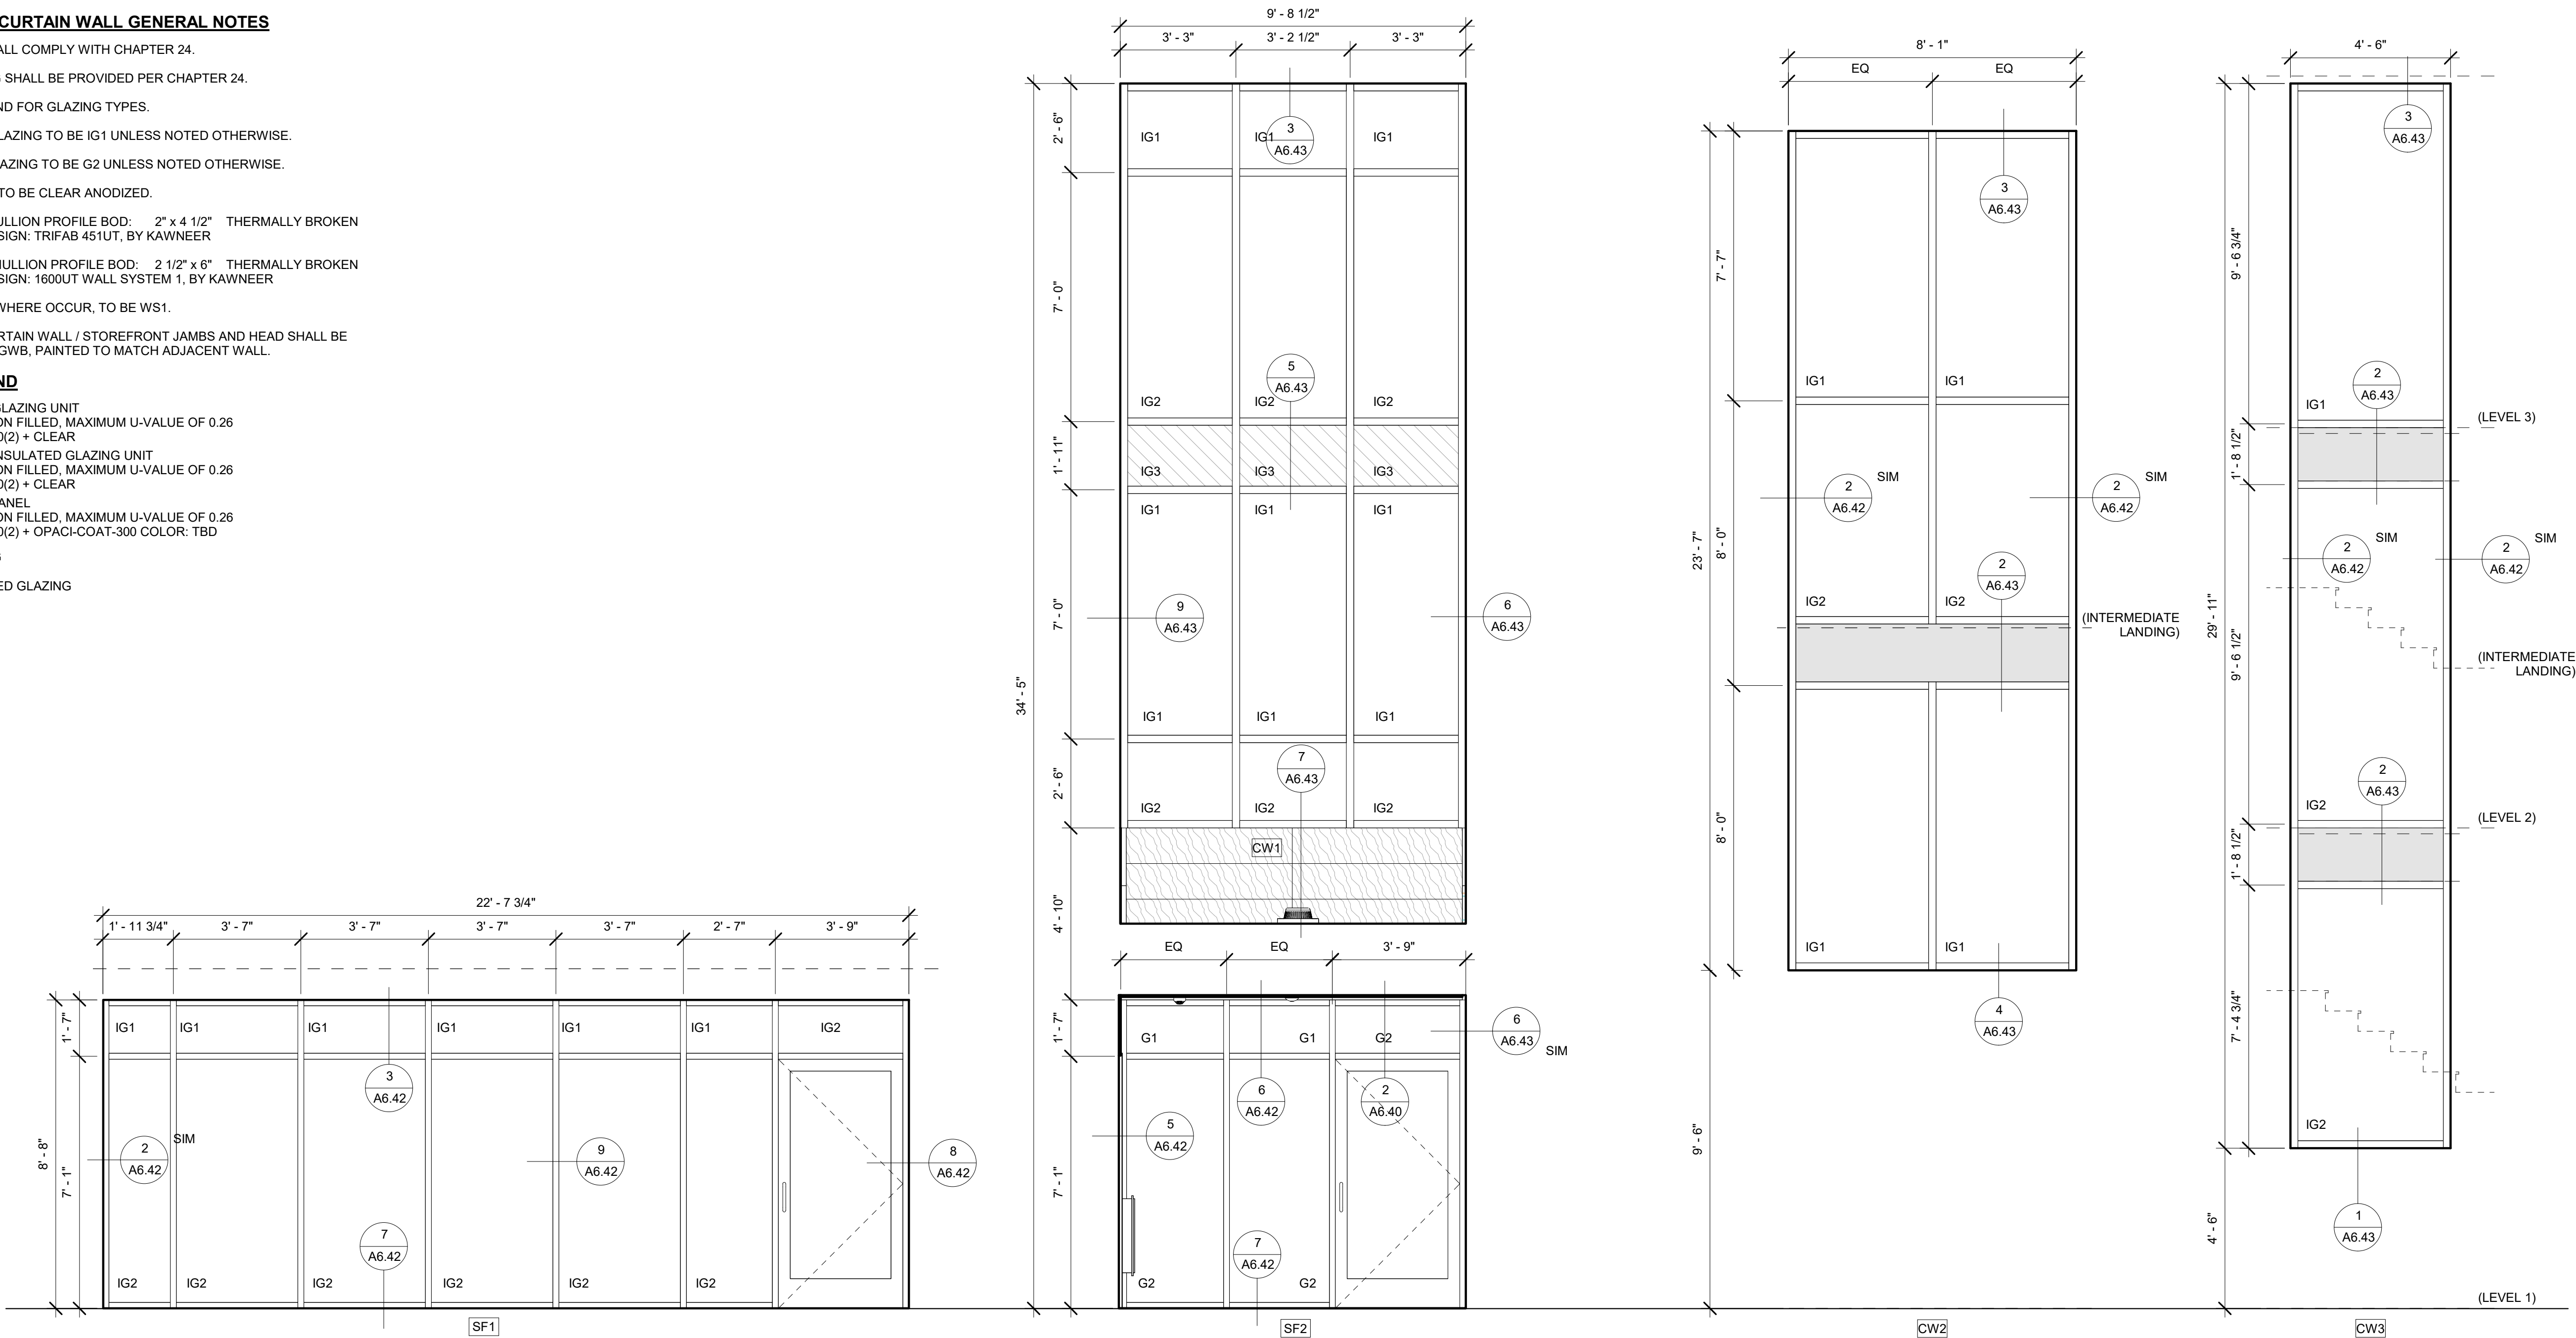 CURTAIN WALL GENERAL NOTES
ALL COMPLY WITH CHAPTER 24.
SHALL BE PROVIDED PER CHAPTER 24.
ND FOR GLAZING TYPES.
LAZING TO BE IG1 UNLESS NOTED OTHERWISE.
AZING TO BE G2 UNLESS NOTED OTHERWISE.
TO BE CLEAR ANODIZED.
ULLION PROFILE BOD: 2" x 4 1/2" THERMALLY BROKEN
SIGN: TRIFAB 451UT, BY KAWNEER
MULLION PROFILE BOD: 2 1/2" x 6" THERMALLY BROKEN
SIGN: 1600UT WALL SYSTEM 1, BY KAWNEER
WHERE OCCUR, TO BE WS1.
RTAIN WALL / STOREFRONT JAMBS AND HEAD SHALL BE
GWB, PAINTED TO MATCH ADJACENT WALL.
ND
GLAZING UNIT
ON FILLED, MAXIMUM U-VALUE OF 0.26
0(2) + CLEAR
NSULATED GLAZING UNIT
ON FILLED, MAXIMUM U-VALUE OF 0.26
0(2) + CLEAR
ANEL
ON FILLED, MAXIMUM U-VALUE OF 0.26
0(2) + OPACI-COAT-300 COLOR: TBD
ED GLAZING
22' - 7 3/4"
1' - 11 3/4" 3' - 7" 3' - 7" 3' - 7" 3' - 7" 2' - 7" 3' - 9"
8' - 8"
1' - 7"
7' - 1"
IG1 IG1 IG1 IG1 IG1 IG1 IG2
3
A6.42
2
A6.42
SIM
9
A6.42
8
A6.42
7
A6.42
IG2 IG2 IG2 IG2 IG2 IG2
SF1
9' - 8 1/2"
3' - 3" 3' - 2 1/2" 3' - 3"
34' - 5"
2' - 6"
7' - 0"
1' - 11"
7' - 0"
2' - 6"
4' - 10"
1' - 7"
7' - 1"
IG1 IG1 IG1
3
A6.43
5
A6.43
IG2 IG2 IG2
IG3 IG3 IG3
IG1 IG1 IG1
9
A6.43
6
A6.43
IG1 IG1 IG1
7
A6.43
IG2 IG2 IG2
CW1
EQ EQ 3' - 9"
G1 G1 G2
6
A6.43
SIM
6
A6.42
2
A6.40
5
A6.42
7
A6.42
G2 G2
SF2
8' - 1"
EQ EQ
23' - 7"
7' - 7"
8' - 0"
8' - 0"
9' - 6"
3
A6.43
IG1 IG1
2
A6.42
SIM
2
A6.42
SIM
2
A6.43
IG2 IG2
(INTERMEDIATE
LANDING)
IG1 IG1
4
A6.43
CW2
4' - 6"
29' - 11"
9' - 6 3/4"
1' - 8 1/2"
9' - 6 1/2"
1' - 8 1/2"
7' - 4 3/4"
4' - 6"
3
A6.43
2
A6.43
IG1
(LEVEL 3)
2
A6.42
SIM
2
A6.42
SIM
(INTERMEDIATE
LANDING)
2
A6.43
IG2
(LEVEL 2)
IG2
1
A6.43
(LEVEL 1)
CW3